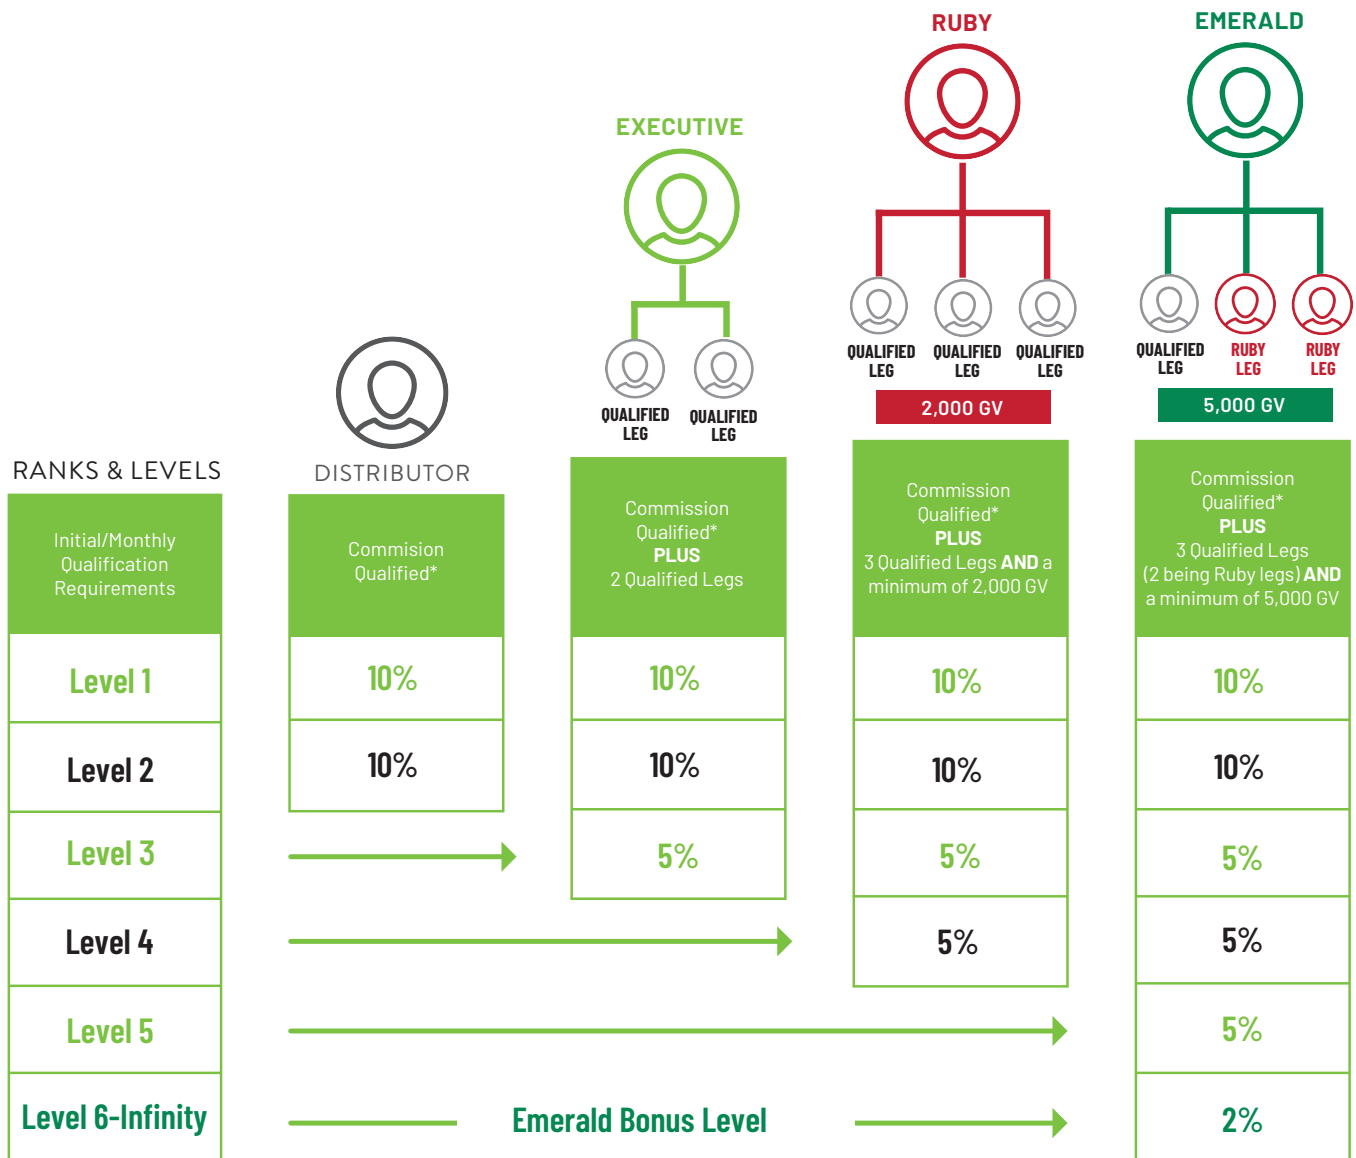 RUBY
EMERALD
EXECUTIVE
QUALIFIED
LEG
QUALIFIED
LEG
QUALIFIED
LEG
QUALIFIED
LEG
RUBY
LEG
RUBY
LEG
2,000 GV
5,000 GV
QUALIFIED
LEG
QUALIFIED
LEG
RANKS & LEVELS
DISTRIBUTOR
Initial/Monthly
Qualification
Requirements
Commision
Qualified*
Commission
Qualified*
PLUS
2 Qualified Legs
Commission
Qualified*
PLUS
3 Qualified Legs AND a
minimum of 2,000 GV
Commission
Qualified*
PLUS
3 Qualified Legs
(2 being Ruby legs) AND
a minimum of 5,000 GV
Level 1
10%
10%
10%
10%
Level 2
10%
10%
10%
10%
Level 3
5%
5%
5%
Level 4
5%
5%
Level 5
5%
Level 6-Infinity
Emerald Bonus Level
2%